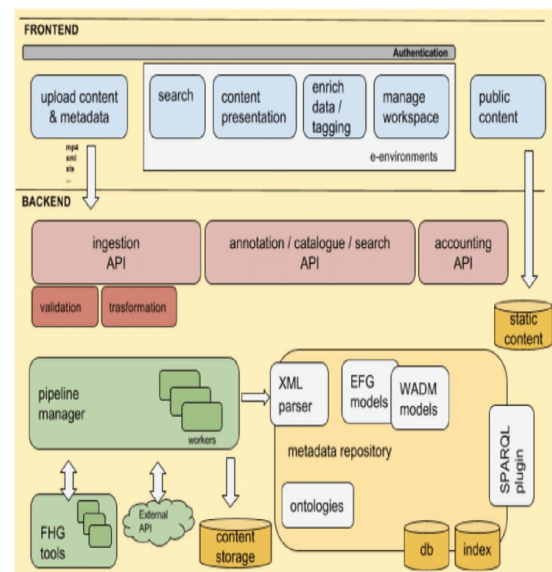 FRONTEND
Authentication
upload content
& metadata
search
content
presentation
enrich
data /
tagging
manage
workspace
public
content
mp4
xml
xls
...
e-environments
BACKEND
ingestion
API
annotation / catalogue / search
API
accounting
API
validation
trasformation
static
content
pipeline
manager
workers
XML
parser
EFG
models
WADM
models
metadata repository
SPARQL
plugin
ontologies
FHG
tools
External
API
content
storage
db
index